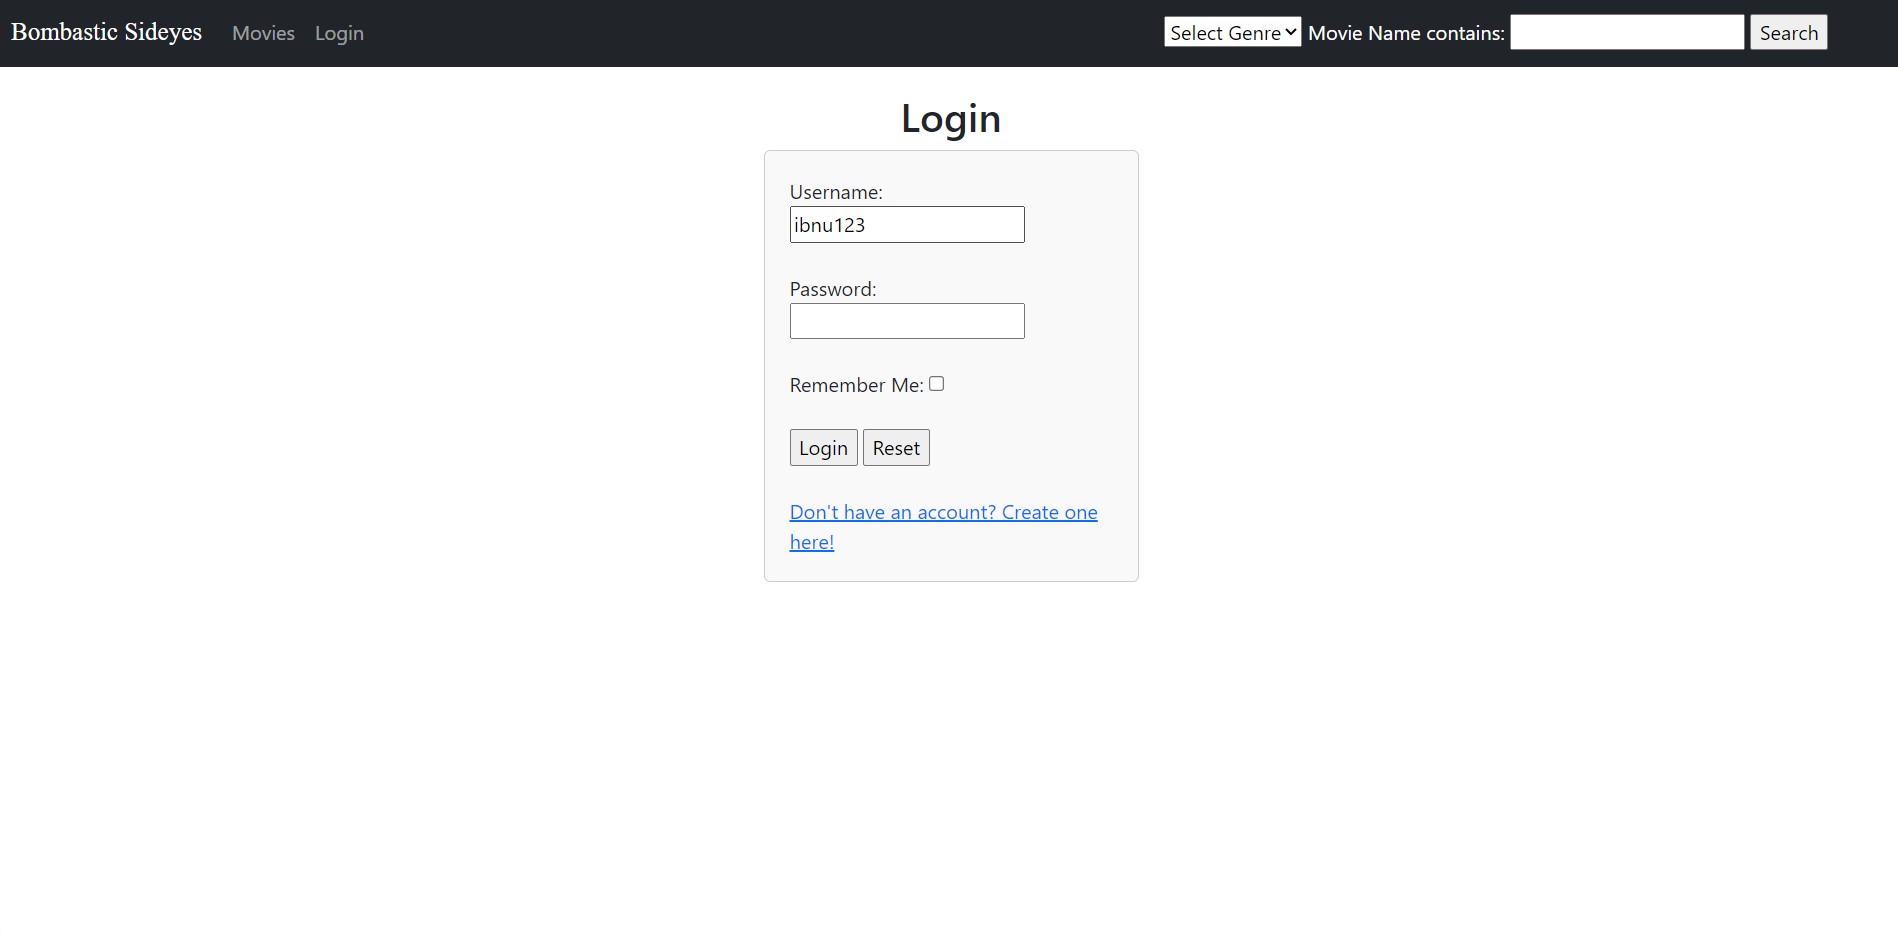 Bombastic Sideyes Movies Login Select Genre Movie Name contains: Search
Login
Username:
ibnu123
Password:
Remember Me:
Login Reset
Don't have an account? Create one
here!